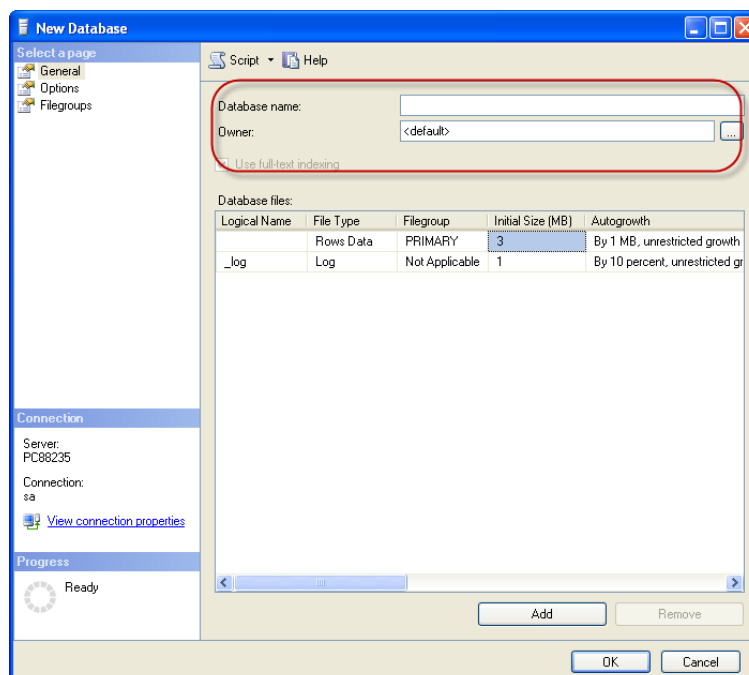 New Database
Select a page
General
Options
Filegroups
Script Help
Database name:
Owner: <default> ...
Use full-text indexing
Database files:
Logical Name File Type Filegroup Initial Size (MB) Autogrowth
Rows Data PRIMARY 3 By 1 MB, unrestricted growth
_log Log Not Applicable 1 By 10 percent, unrestricted gr
Connection
Server:
PC88235
Connection:
sa
View connection properties
Progress
Ready
Add Remove
OK Cancel